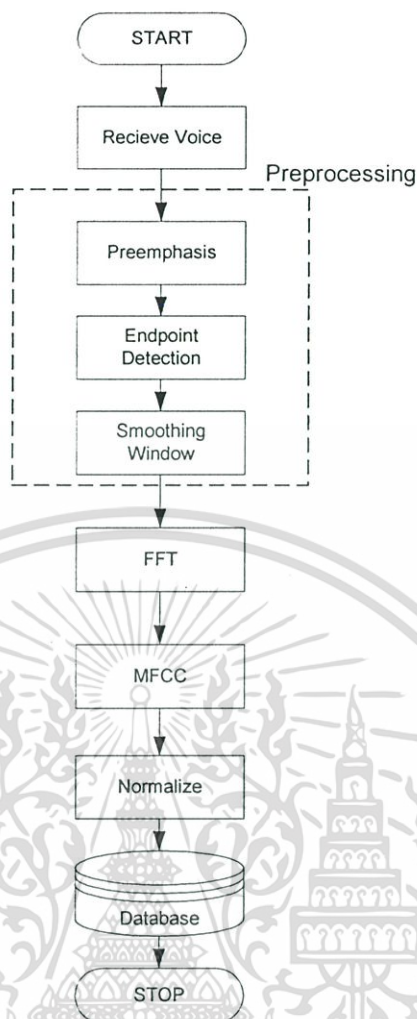 START
Recieve Voice
Preprocessing
Preemphasis
Endpoint
Detection
Smoothing
Window
FFT
MFCC
Normalize
Database
STOP